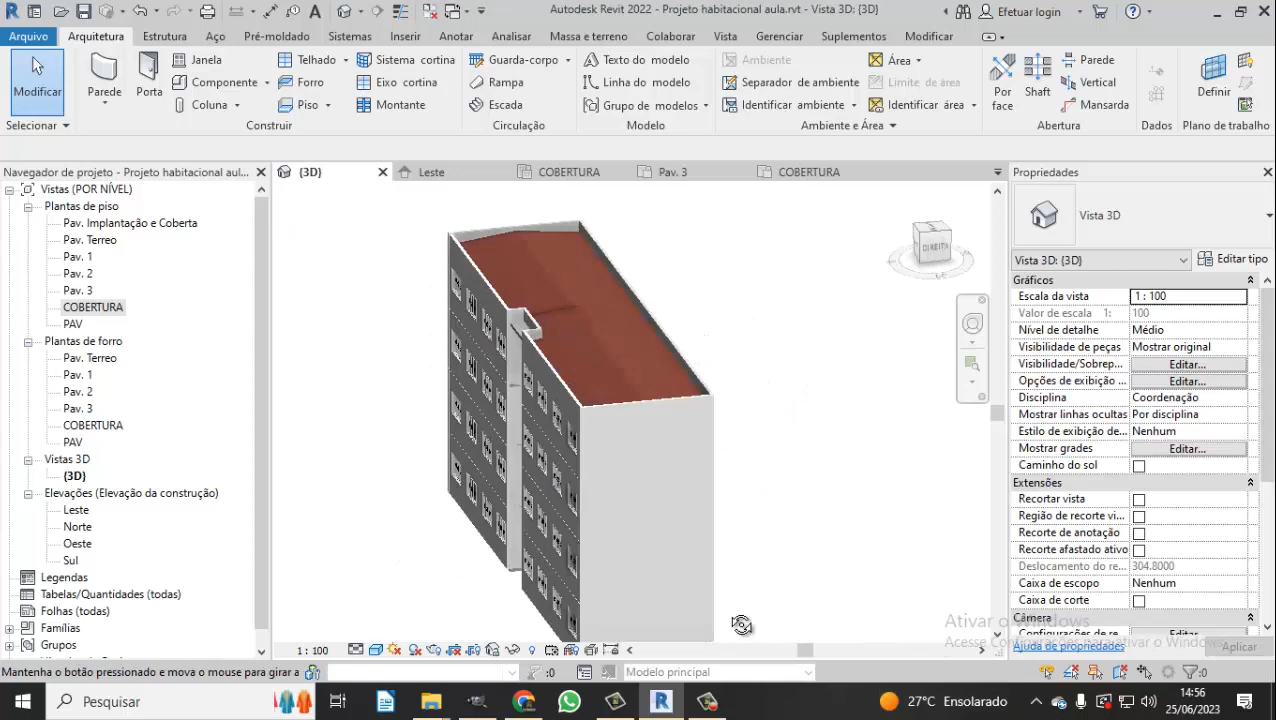 Autodesk Revit 2022 - Projeto habitacional aula.rvt - Vista 3D: {3D}
Efetuar login
Arquivo Arquitetura Estrutura Aço Pré-moldado Sistemas Inserir Anotar Analisar Massa e terreno Colaborar Vista Gerenciar Suplementos Modificar
Modificar
Parede
Porta
Janela
Componente
Coluna
Telhado
Forro
Piso
Sistema cortina
Eixo cortina
Montante
Guarda-corpo
Rampa
Escada
Texto do modelo
Linha do modelo
Grupo de modelos
Ambiente
Separador de ambiente
Identificar ambiente
Área
Limite de área
Identificar área
Por face
Shaft
Parede
Vertical
Mansarda
Definir
Selecionar Construir Circulação Modelo Ambiente e Área Abertura Dados Plano de trabalho
Navegador de projeto - Projeto habitacional aul...
Vistas (POR NÍVEL)
Plantas de piso
Pav. Implantação e Coberta
Pav. Terreo
Pav. 1
Pav. 2
Pav. 3
COBERTURA
PAV
Plantas de forro
Pav. Terreo
Pav. 1
Pav. 2
Pav. 3
COBERTURA
PAV
Vistas 3D
{3D}
Elevações (Elevação da construção)
Leste
Norte
Oeste
Sul
Legendas
Tabelas/Quantidades (todas)
Folhas (todas)
Famílias
Grupos
{3D} Leste COBERTURA Pav. 3 COBERTURA
DIREITA
Propriedades
Vista 3D
Vista 3D: {3D} Editar tipo
Gráficos
Escala da vista 1 : 100
Valor de escala 1: 100
Nível de detalhe Médio
Visibilidade de peças Mostrar original
Visibilidade/Sobrep... Editar...
Opções de exibição ... Editar...
Disciplina Coordenação
Mostrar linhas ocultas Por disciplina
Estilo de exibição de... Nenhum
Mostrar grades Editar...
Caminho do sol
Extensões
Recortar vista
Região de recorte vi...
Recorte de anotação
Recorte afastado ativo
Deslocamento do re... 304.8000
Caixa de escopo Nenhum
Caixa de corte
Câmera
Ajuda de propriedades Aplicar
Ativar o Windows
1 : 100
Mantenha o botão pressionado e mova o mouse para girar a
:0 Modelo principal :0
Pesquisar
27°C Ensolarado
14:56
25/06/2023